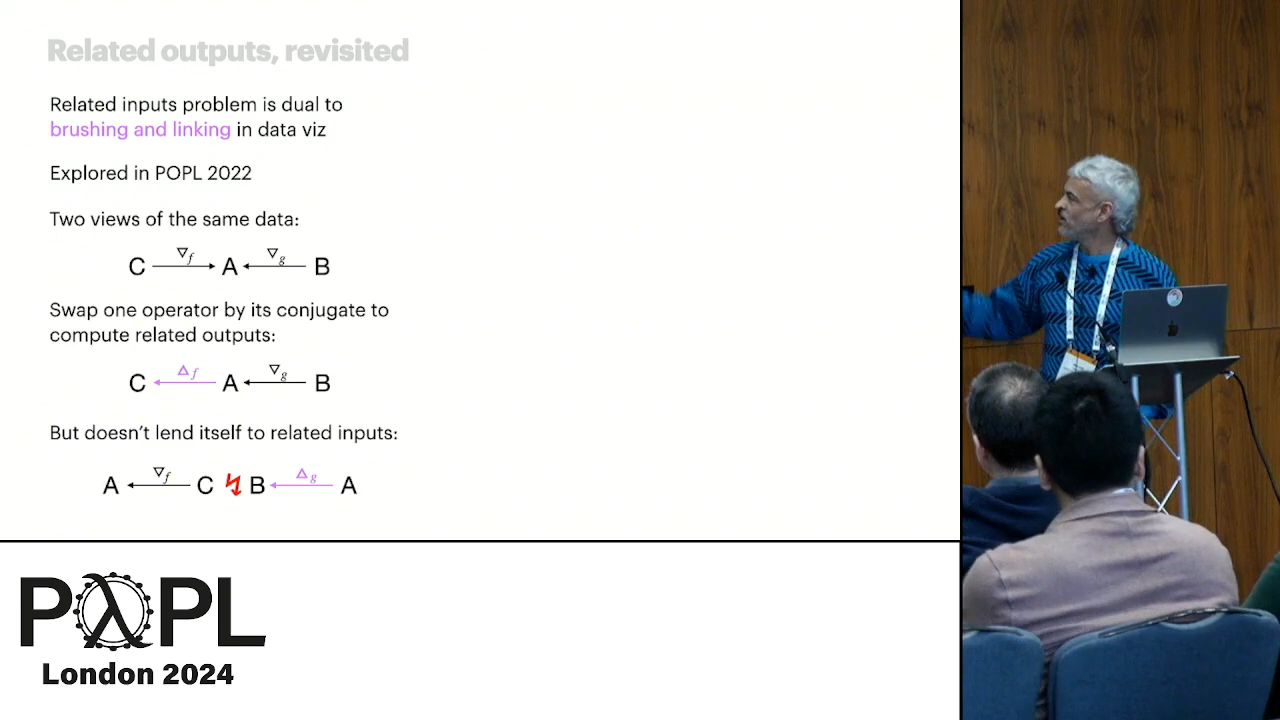 Related outputs, revisited
Related inputs problem is dual to
brushing and linking in data viz
Explored in POPL 2022
Two views of the same data:
C ▽f A ▽g B
Swap one operator by its conjugate to
compute related outputs:
C △f A ▽g B
But doesn't lend itself to related inputs:
A ▽f C ↯ B △g A
PλPL
London 2024